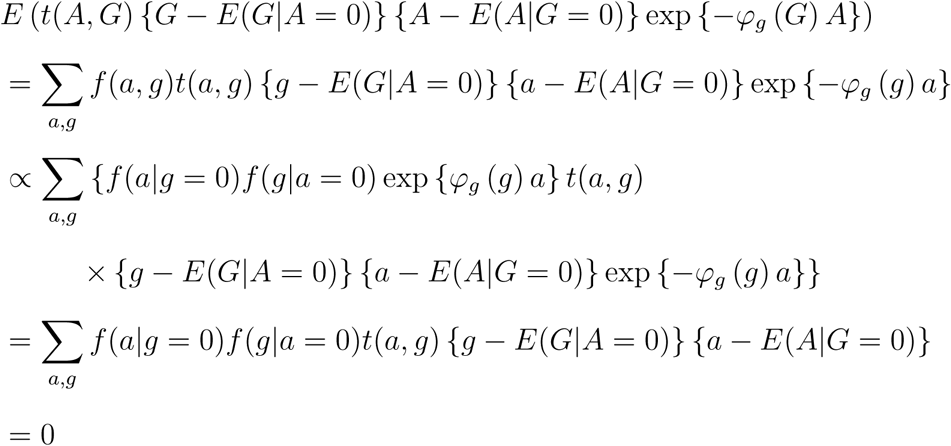 E (t(A, G) {G − E(G|A = 0)} {A − E(A|G = 0)} exp {−φ_g (G) A})
= ∑_{a,g} f(a, g)t(a, g) {g − E(G|A = 0)} {a − E(A|G = 0)} exp {−φ_g (g) a}
∝ ∑_{a,g} {f(a|g = 0)f(g|a = 0) exp {φ_g (g) a} t(a, g)
× {g − E(G|A = 0)} {a − E(A|G = 0)} exp {−φ_g (g) a}}
= ∑_{a,g} f(a|g = 0)f(g|a = 0)t(a, g) {g − E(G|A = 0)} {a − E(A|G = 0)}
= 0